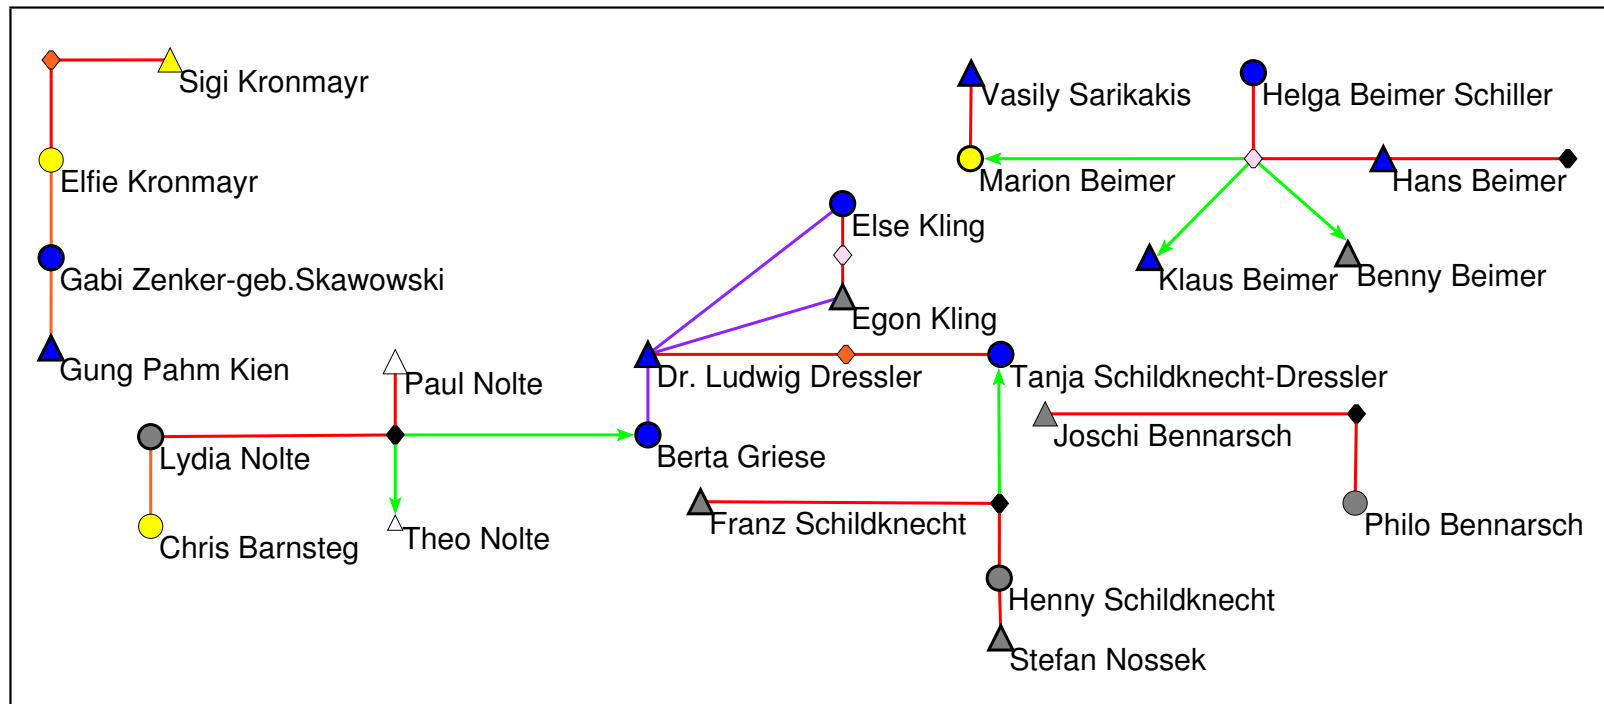 Sigi Kronmayr
Vasily Sarikakis
Helga Beimer Schiller
Elfie Kronmayr
Marion Beimer
Hans Beimer
Else Kling
Gabi Zenker-geb.Skawowski
Klaus Beimer
Benny Beimer
Egon Kling
Gung Pahm Kien
Paul Nolte
Dr. Ludwig Dressler
Tanja Schildknecht-Dressler
Joschi Bennarsch
Lydia Nolte
Berta Griese
Franz Schildknecht
Philo Bennarsch
Chris Barnsteg
Theo Nolte
Henny Schildknecht
Stefan Nossek